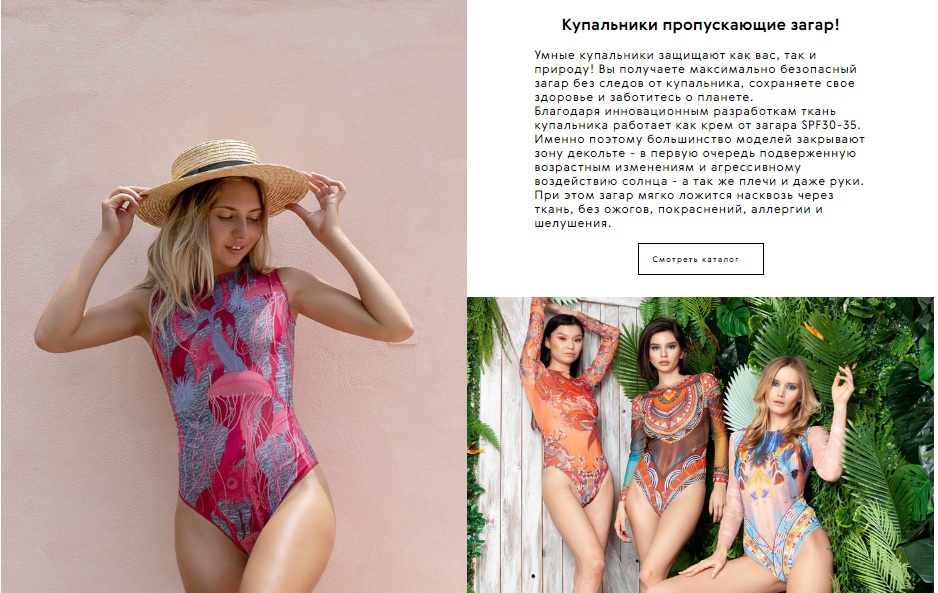 Купальники пропускающие загар!
Умные купальники защищают как вас, так и
природу! Вы получаете максимально безопасный
загар без следов от купальника, сохраняете свое
здоровье и заботитесь о планете.
Благодаря инновационным разработкам ткань
купальника работает как крем от загара SPF30-35.
Именно поэтому большинство моделей закрывают
зону декольте - в первую очередь подверженную
возрастным изменениям и агрессивному
воздействию солнца - а так же плечи и даже руки.
При этом загар мягко ложится насквозь через
ткань, без ожогов, покраснений, аллергии и
шелушения.
Смотреть каталог